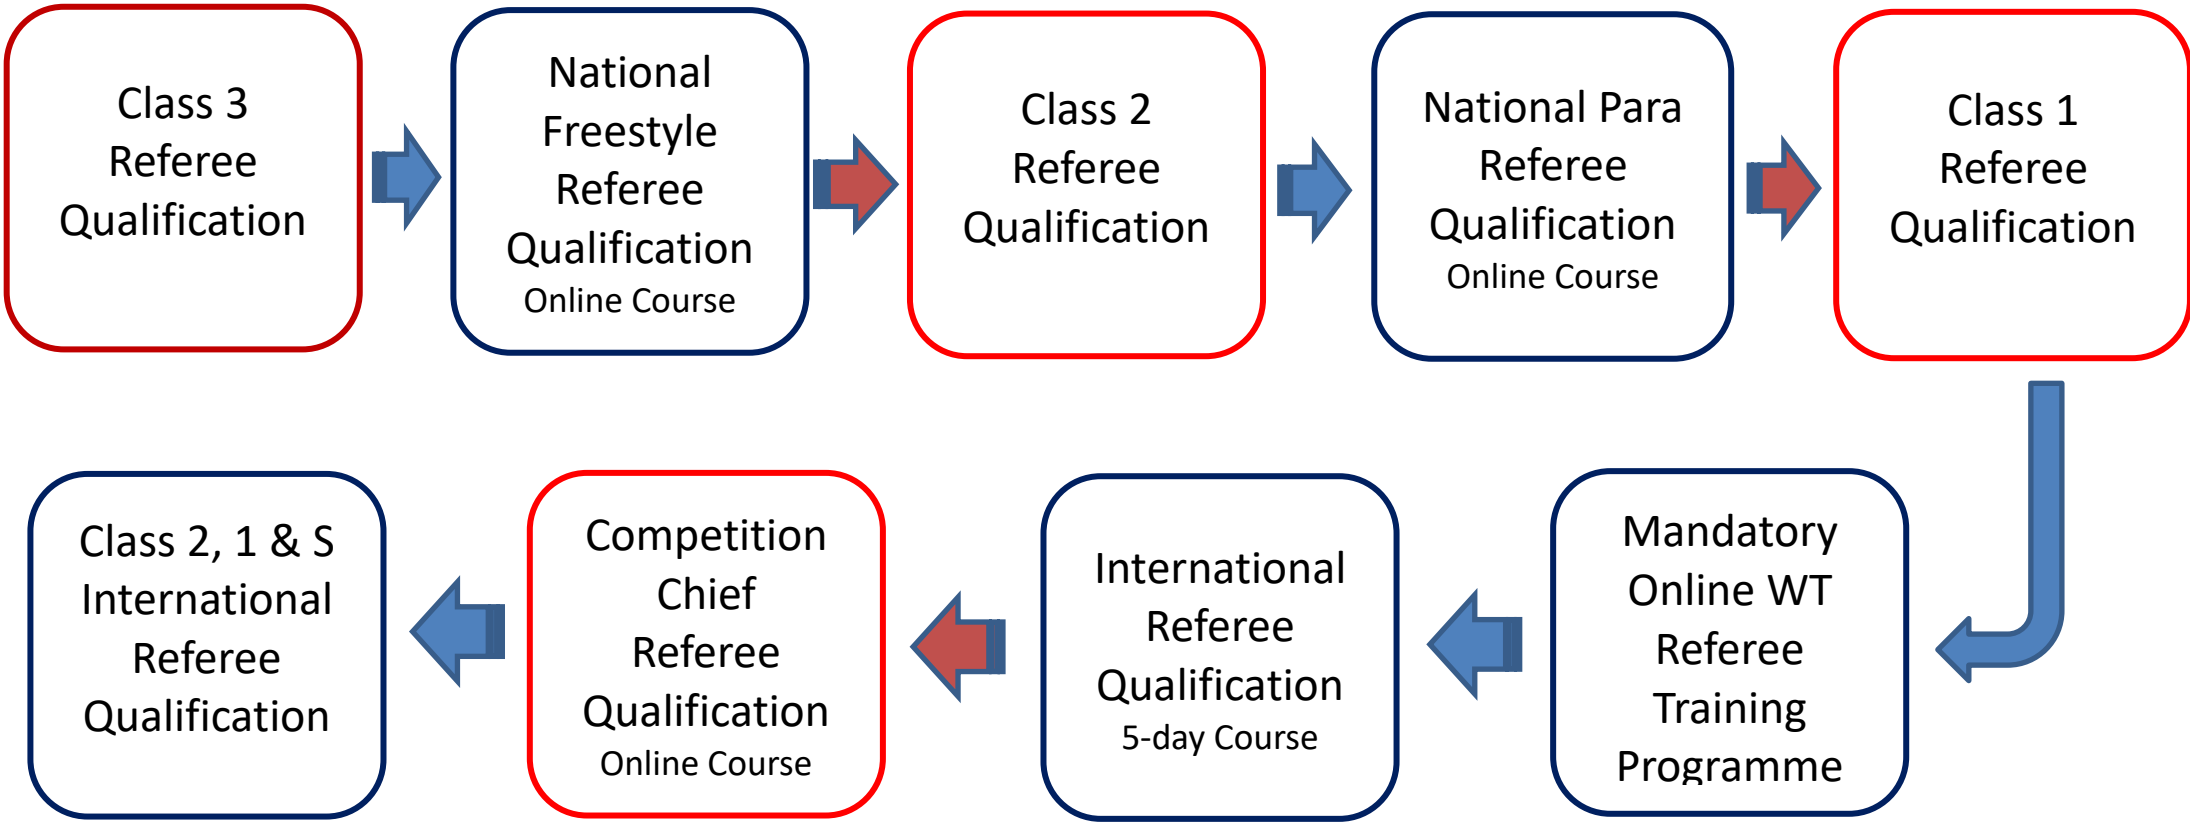 Class 3
Referee
Qualification
National
Freestyle
Referee
Qualification
Online Course
Class 2
Referee
Qualification
National Para
Referee
Qualification
Online Course
Class 1
Referee
Qualification
Mandatory
Online WT
Referee
Training
Programme
International
Referee
Qualification
5-day Course
Competition
Chief
Referee
Qualification
Online Course
Class 2, 1 & S
International
Referee
Qualification